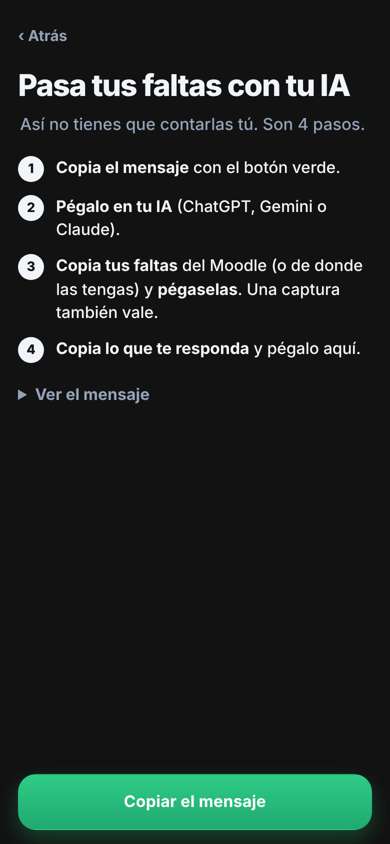 ‹ Atrás
Pasa tus faltas con tu IA
Así no tienes que contarlas tú. Son 4 pasos.
1 Copia el mensaje con el botón verde.
2 Pégalo en tu IA (ChatGPT, Gemini o
Claude).
3 Copia tus faltas del Moodle (o de donde
las tengas) y pégaselas. Una captura
también vale.
4 Copia lo que te responda y pégalo aquí.
▶ Ver el mensaje
Copiar el mensaje